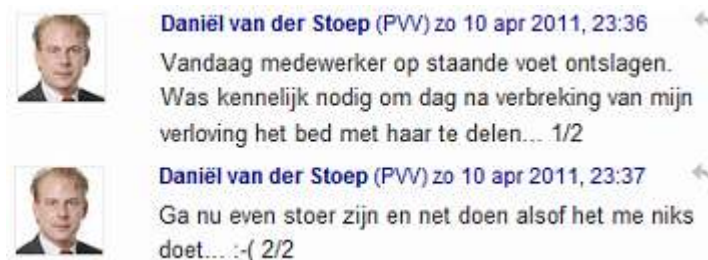 Daniël van der Stoep (PVV) zo 10 apr 2011, 23:36
Vandaag medewerker op staande voet ontslagen.
Was kennelijk nodig om dag na verbreking van mijn
verloving het bed met haar te delen... 1/2
Daniël van der Stoep (PVV) zo 10 apr 2011, 23:37
Ga nu even stoer zijn en net doen alsof het me niks
doet... :-( 2/2